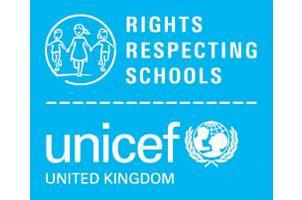 RIGHTS
RESPECTING
SCHOOLS
unicef
UNITED KINGDOM